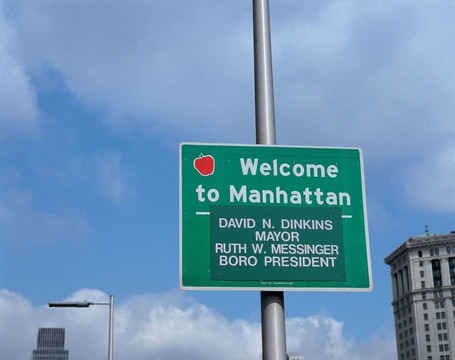 Welcome
to Manhattan
DAVID N. DINKINS
MAYOR
RUTH W. MESSINGER
BORO PRESIDENT